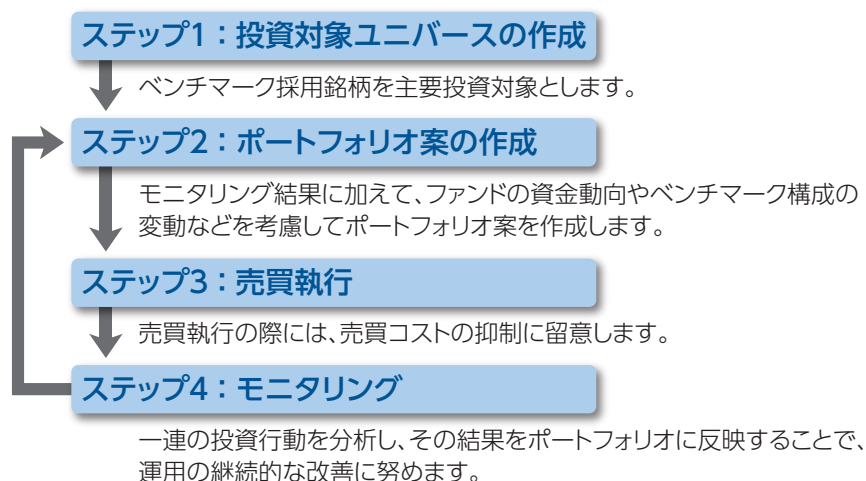 ステップ1：投資対象ユニバースの作成
ベンチマーク採用銘柄を主要投資対象とします。
ステップ2：ポートフォリオ案の作成
モニタリング結果に加えて、ファンドの資金動向やベンチマーク構成の
変動などを考慮してポートフォリオ案を作成します。
ステップ3：売買執行
売買執行の際には、売買コストの抑制に留意します。
ステップ4：モニタリング
一連の投資行動を分析し、その結果をポートフォリオに反映することで、
運用の継続的な改善に努めます。